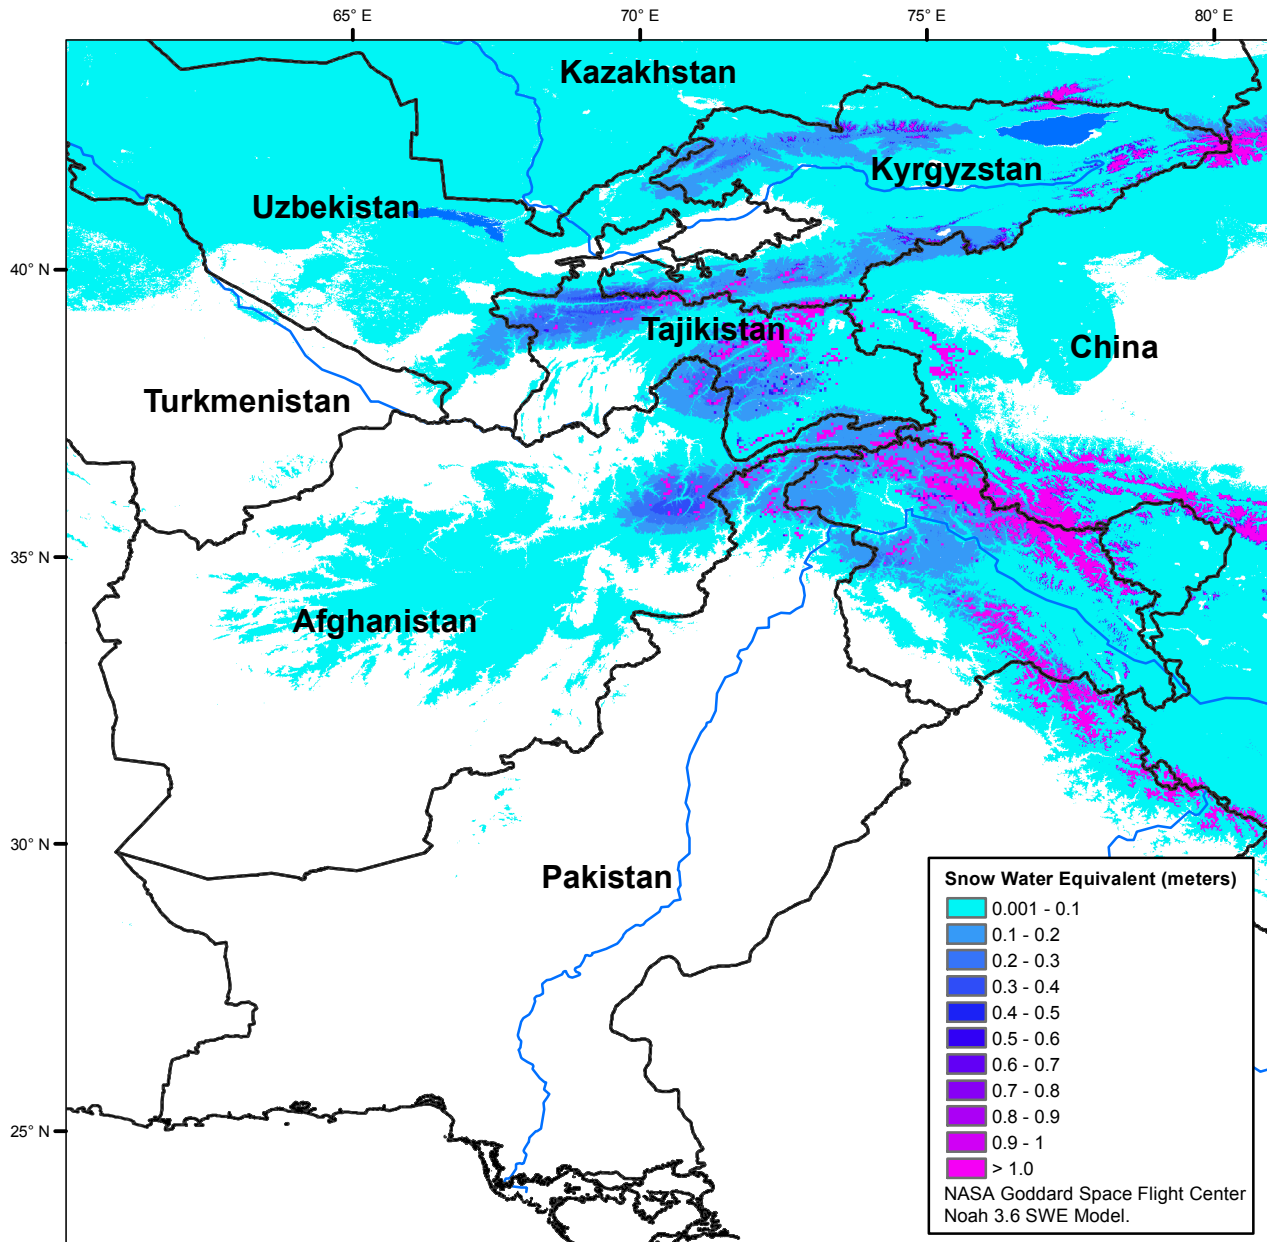 65° E
70° E
75° E
80° E
Kazakhstan
Kyrgyzstan
Uzbekistan
40° N
Tajikistan
China
Turkmenistan
35° N
Afghanistan
30° N
Pakistan
25° N
Snow Water Equivalent (meters)
0.001 - 0.1
0.1 - 0.2
0.2 - 0.3
0.3 - 0.4
0.4 - 0.5
0.5 - 0.6
0.6 - 0.7
0.7 - 0.8
0.8 - 0.9
0.9 - 1
> 1.0
NASA Goddard Space Flight Center
Noah 3.6 SWE Model.